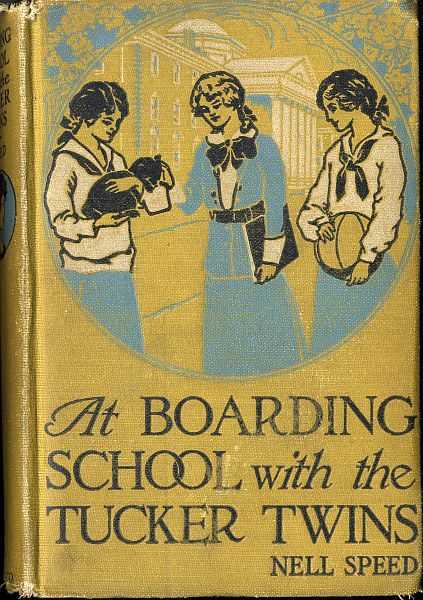 At BOARDING
SCHOOL with the
TUCKER TWINS
NELL SPEED